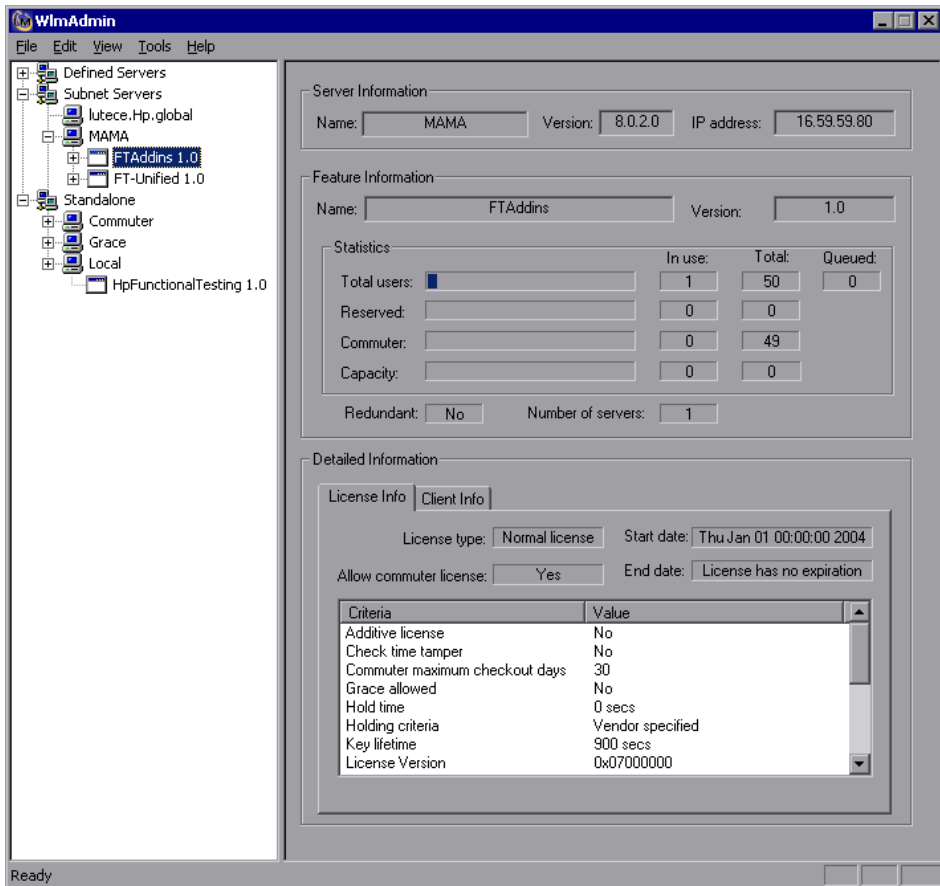 WlmAdmin
File Edit View Tools Help
Defined Servers
Subnet Servers
lutece.Hp.global
MAMA
FTAddins 1.0
FT-Unified 1.0
Standalone
Commuter
Grace
Local
HpFunctionalTesting 1.0
Server Information
Name: MAMA Version: 8.0.2.0 IP address: 16.59.59.80
Feature Information
Name: FTAddins Version: 1.0
Statistics
In use: Total: Queued:
Total users: 1 50 0
Reserved: 0 0
Commuter: 0 49
Capacity: 0 0
Redundant: No Number of servers: 1
Detailed Information
License Info Client Info
License type: Normal license Start date: Thu Jan 01 00:00:00 2004
Allow commuter license: Yes End date: License has no expiration
Criteria Value
Additive license No
Check time tamper No
Commuter maximum checkout days 30
Grace allowed No
Hold time 0 secs
Holding criteria Vendor specified
Key lifetime 900 secs
License Version 0x07000000
Ready